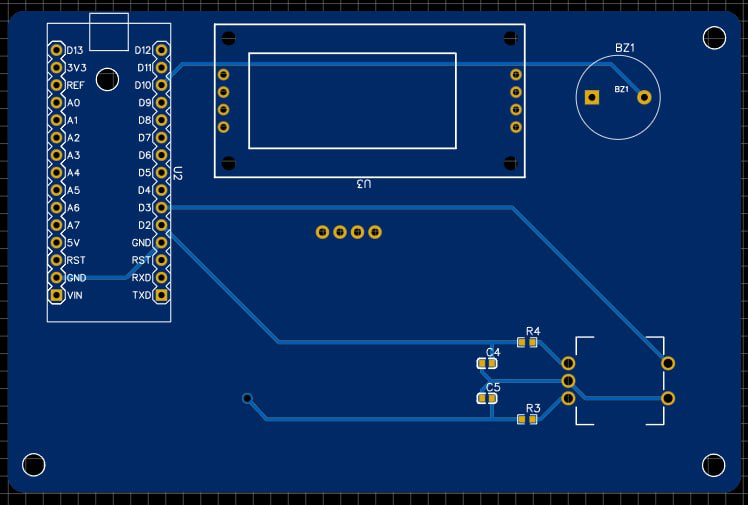 D13
3V3
REF
A0
A1
A2
A3
A4
A5
A6
A7
5V
RST
GND
VIN
D12
D11
D10
D9
D8
D7
D6
D5
D4
D3
D2
GND
RST
RXD
TXD
U2
U3
BZ1
BZ1
R4
C4
C5
R3